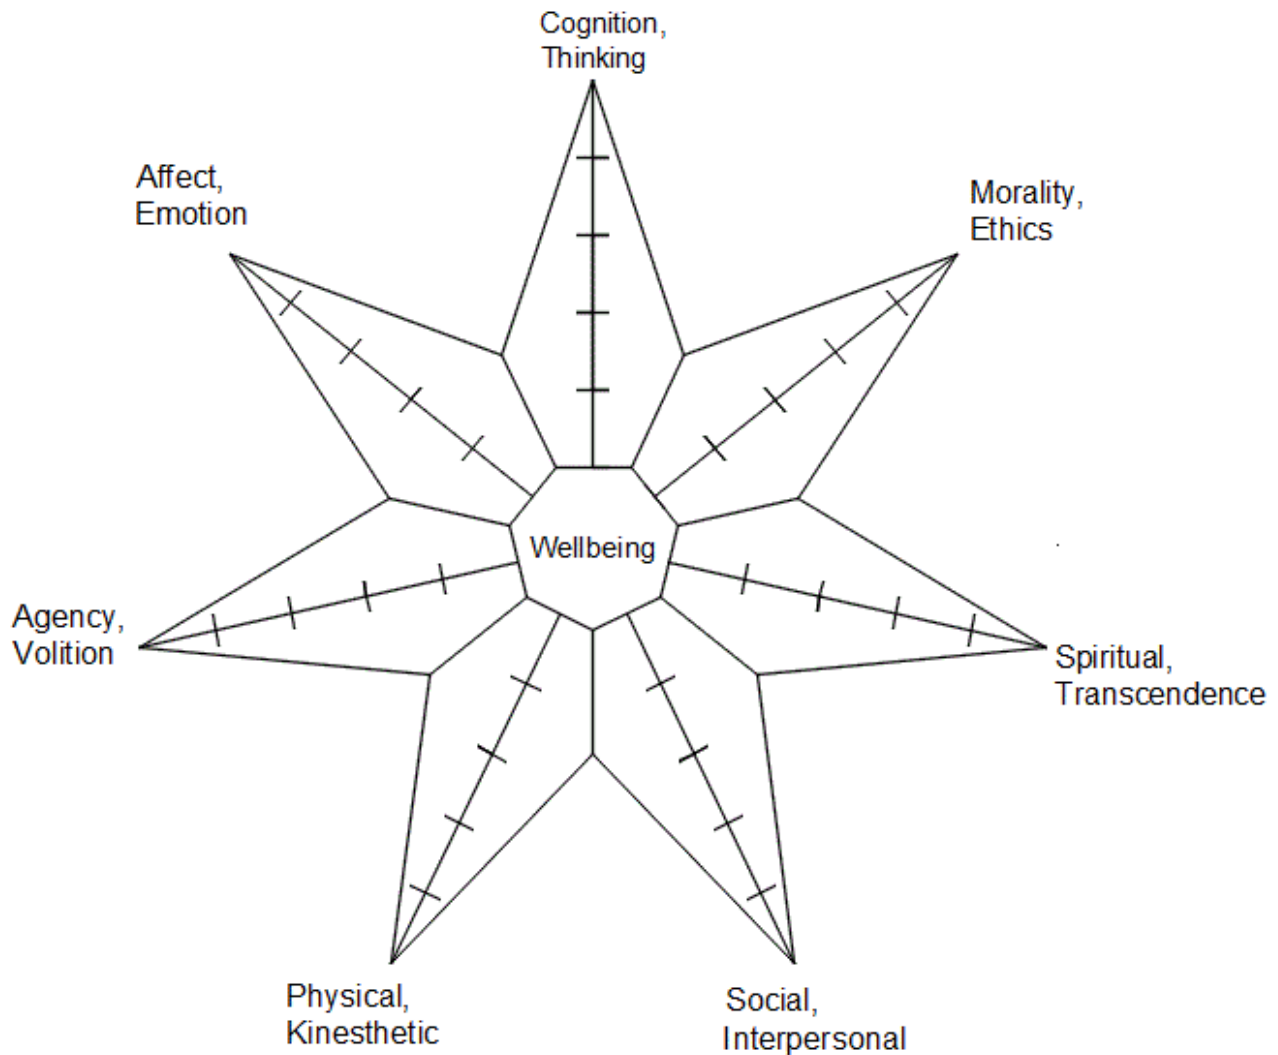 Cognition,
Thinking
Affect,
Emotion
Morality,
Ethics
Wellbeing
Agency,
Volition
Spiritual,
Transcendence
Physical,
Kinesthetic
Social,
Interpersonal